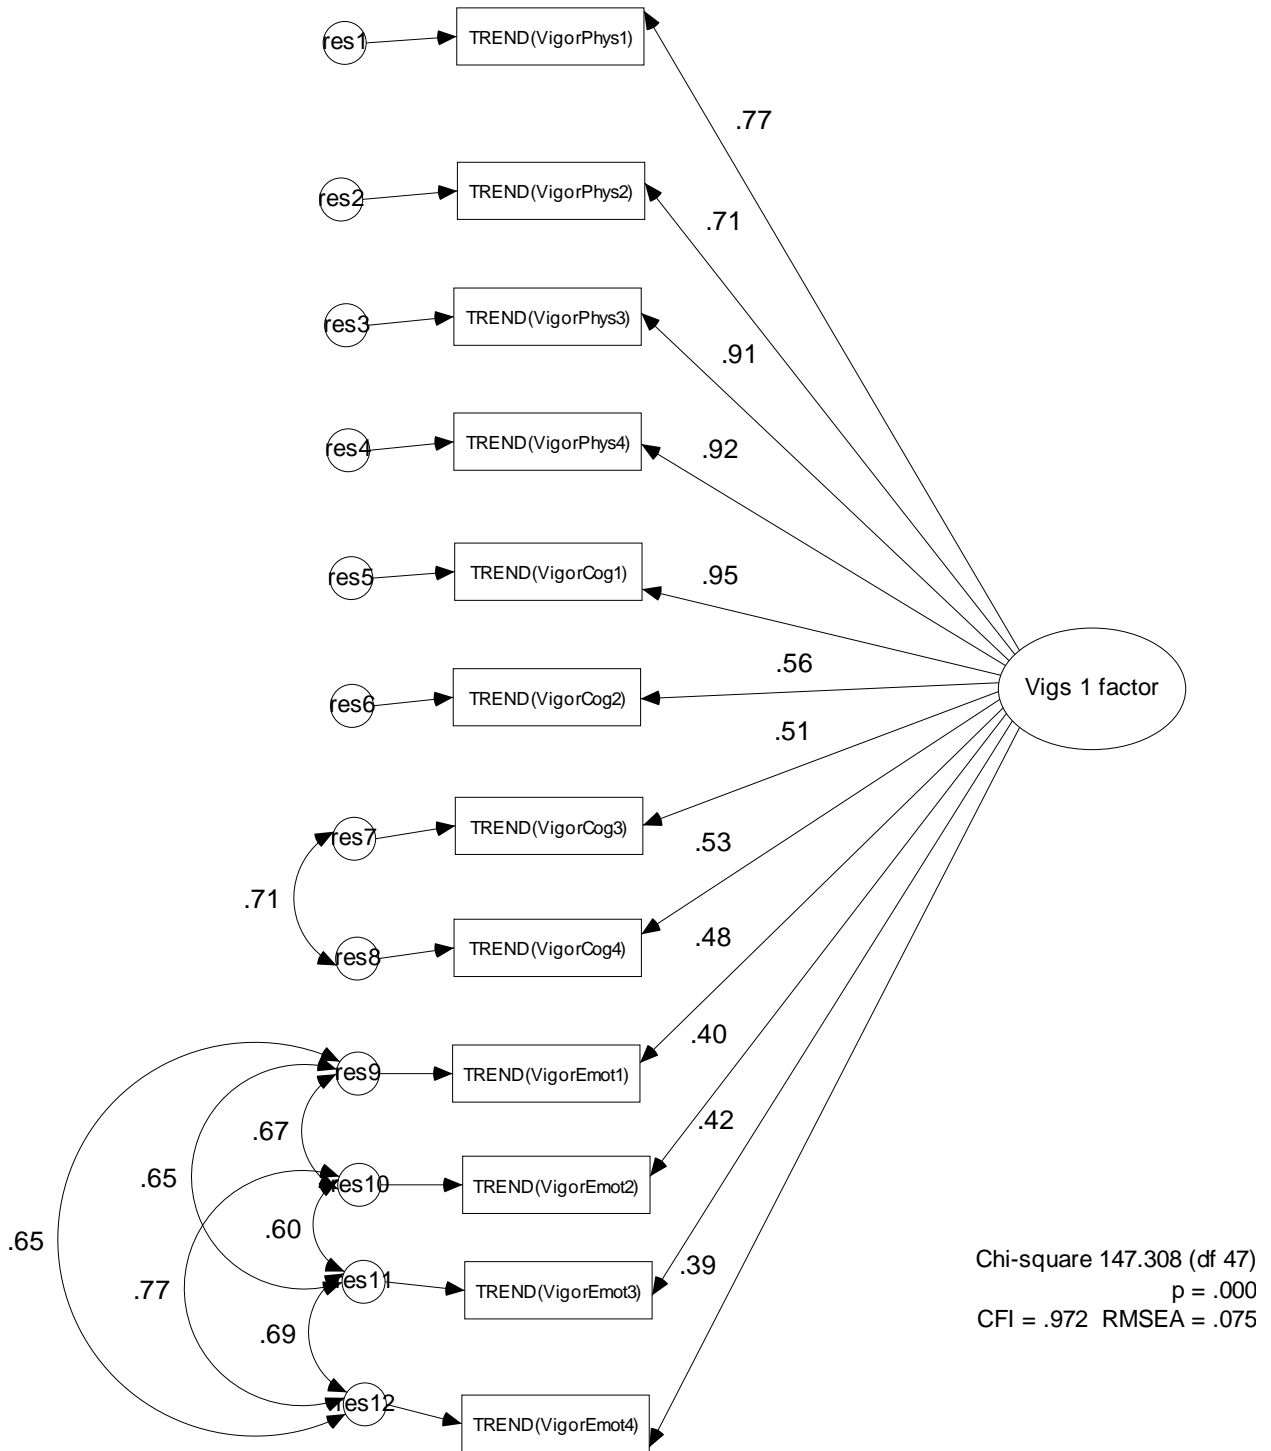 res1
TREND(VigorPhys1)
.77
res2
TREND(VigorPhys2)
.71
res3
TREND(VigorPhys3)
.91
res4
TREND(VigorPhys4)
.92
res5
TREND(VigorCog1)
.95
res6
TREND(VigorCog2)
.56
Vigs 1 factor
.51
res7
TREND(VigorCog3)
.53
.71
res8
TREND(VigorCog4)
.48
.40
res9
TREND(VigorEmot1)
.67
.42
.65
res10
TREND(VigorEmot2)
.60
.65
.77
res11
TREND(VigorEmot3)
.39
.69
res12
TREND(VigorEmot4)
Chi-square 147.308 (df 47)
p = .000
CFI = .972 RMSEA = .075